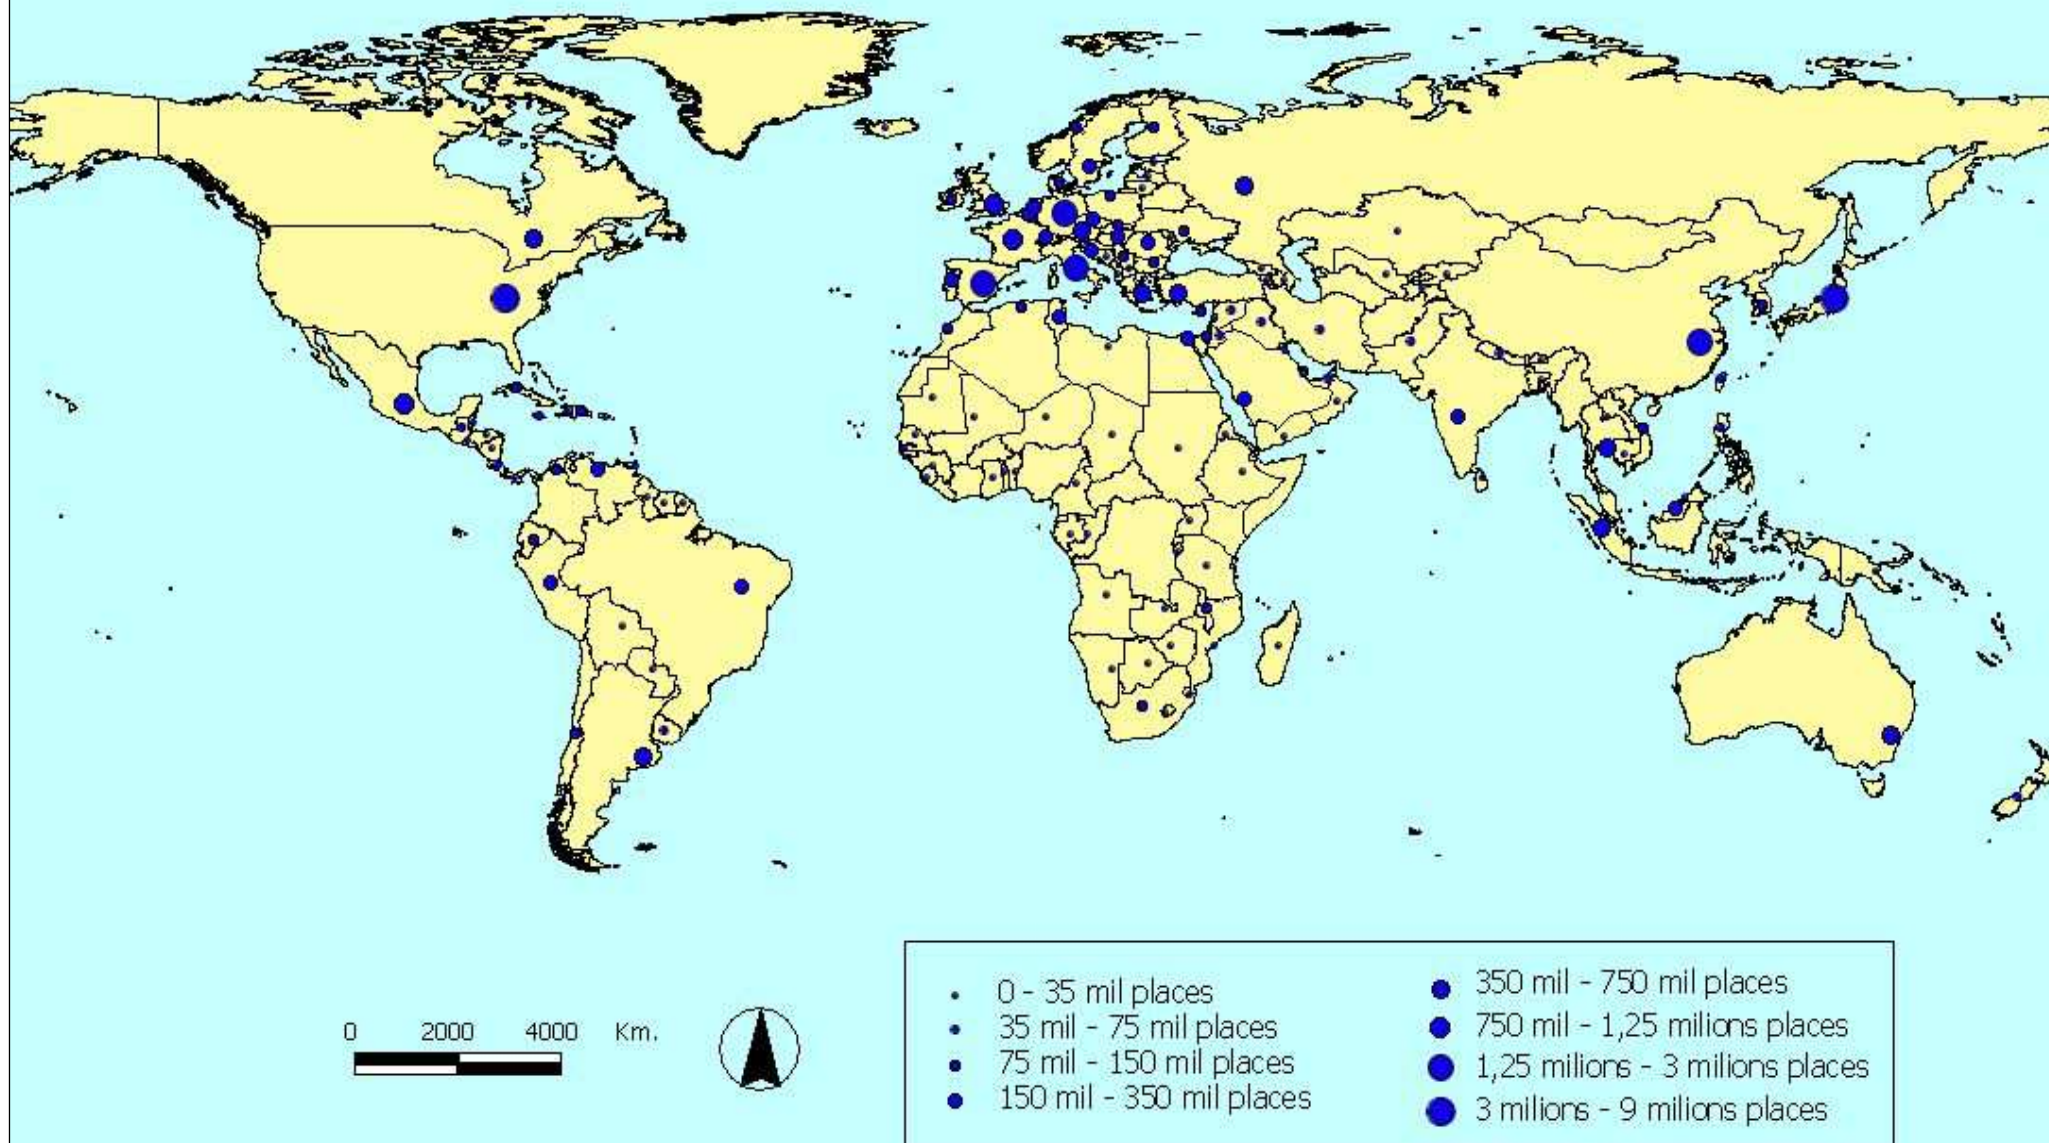 0 2000 4000 Km.
0 - 35 mil places
35 mil - 75 mil places
75 mil - 150 mil places
150 mil - 350 mil places
350 mil - 750 mil places
750 mil - 1,25 milions places
1,25 milions - 3 milions places
3 milions - 9 milions places